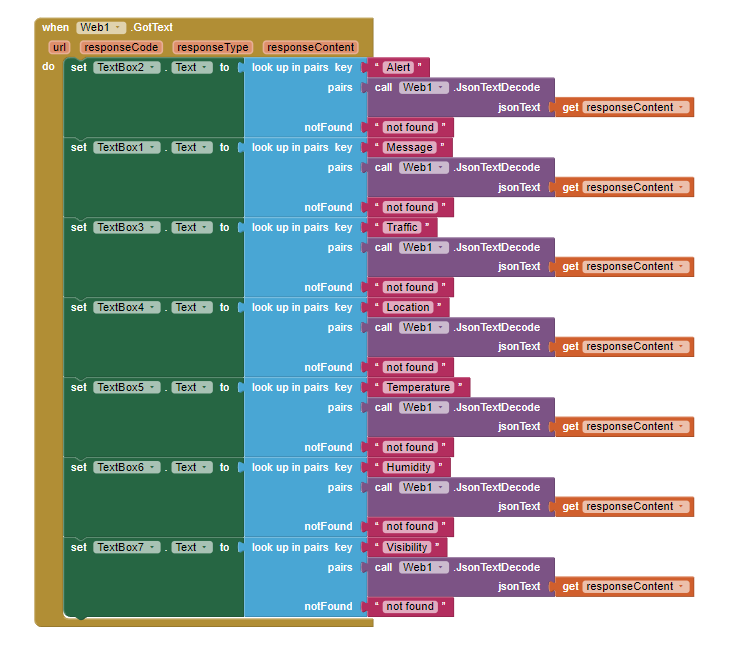 when Web1 .GotText
url responseCode responseType responseContent
do set TextBox2 . Text to look up in pairs key " Alert "
pairs call Web1 .JsonTextDecode
jsonText get responseContent
notFound " not found "
set TextBox1 . Text to look up in pairs key " Message "
pairs call Web1 .JsonTextDecode
jsonText get responseContent
notFound " not found "
set TextBox3 . Text to look up in pairs key " Traffic "
pairs call Web1 .JsonTextDecode
jsonText get responseContent
notFound " not found "
set TextBox4 . Text to look up in pairs key " Location "
pairs call Web1 .JsonTextDecode
jsonText get responseContent
notFound " not found "
set TextBox5 . Text to look up in pairs key " Temperature "
pairs call Web1 .JsonTextDecode
jsonText get responseContent
notFound " not found "
set TextBox6 . Text to look up in pairs key " Humidity "
pairs call Web1 .JsonTextDecode
jsonText get responseContent
notFound " not found "
set TextBox7 . Text to look up in pairs key " Visibility "
pairs call Web1 .JsonTextDecode
jsonText get responseContent
notFound " not found "